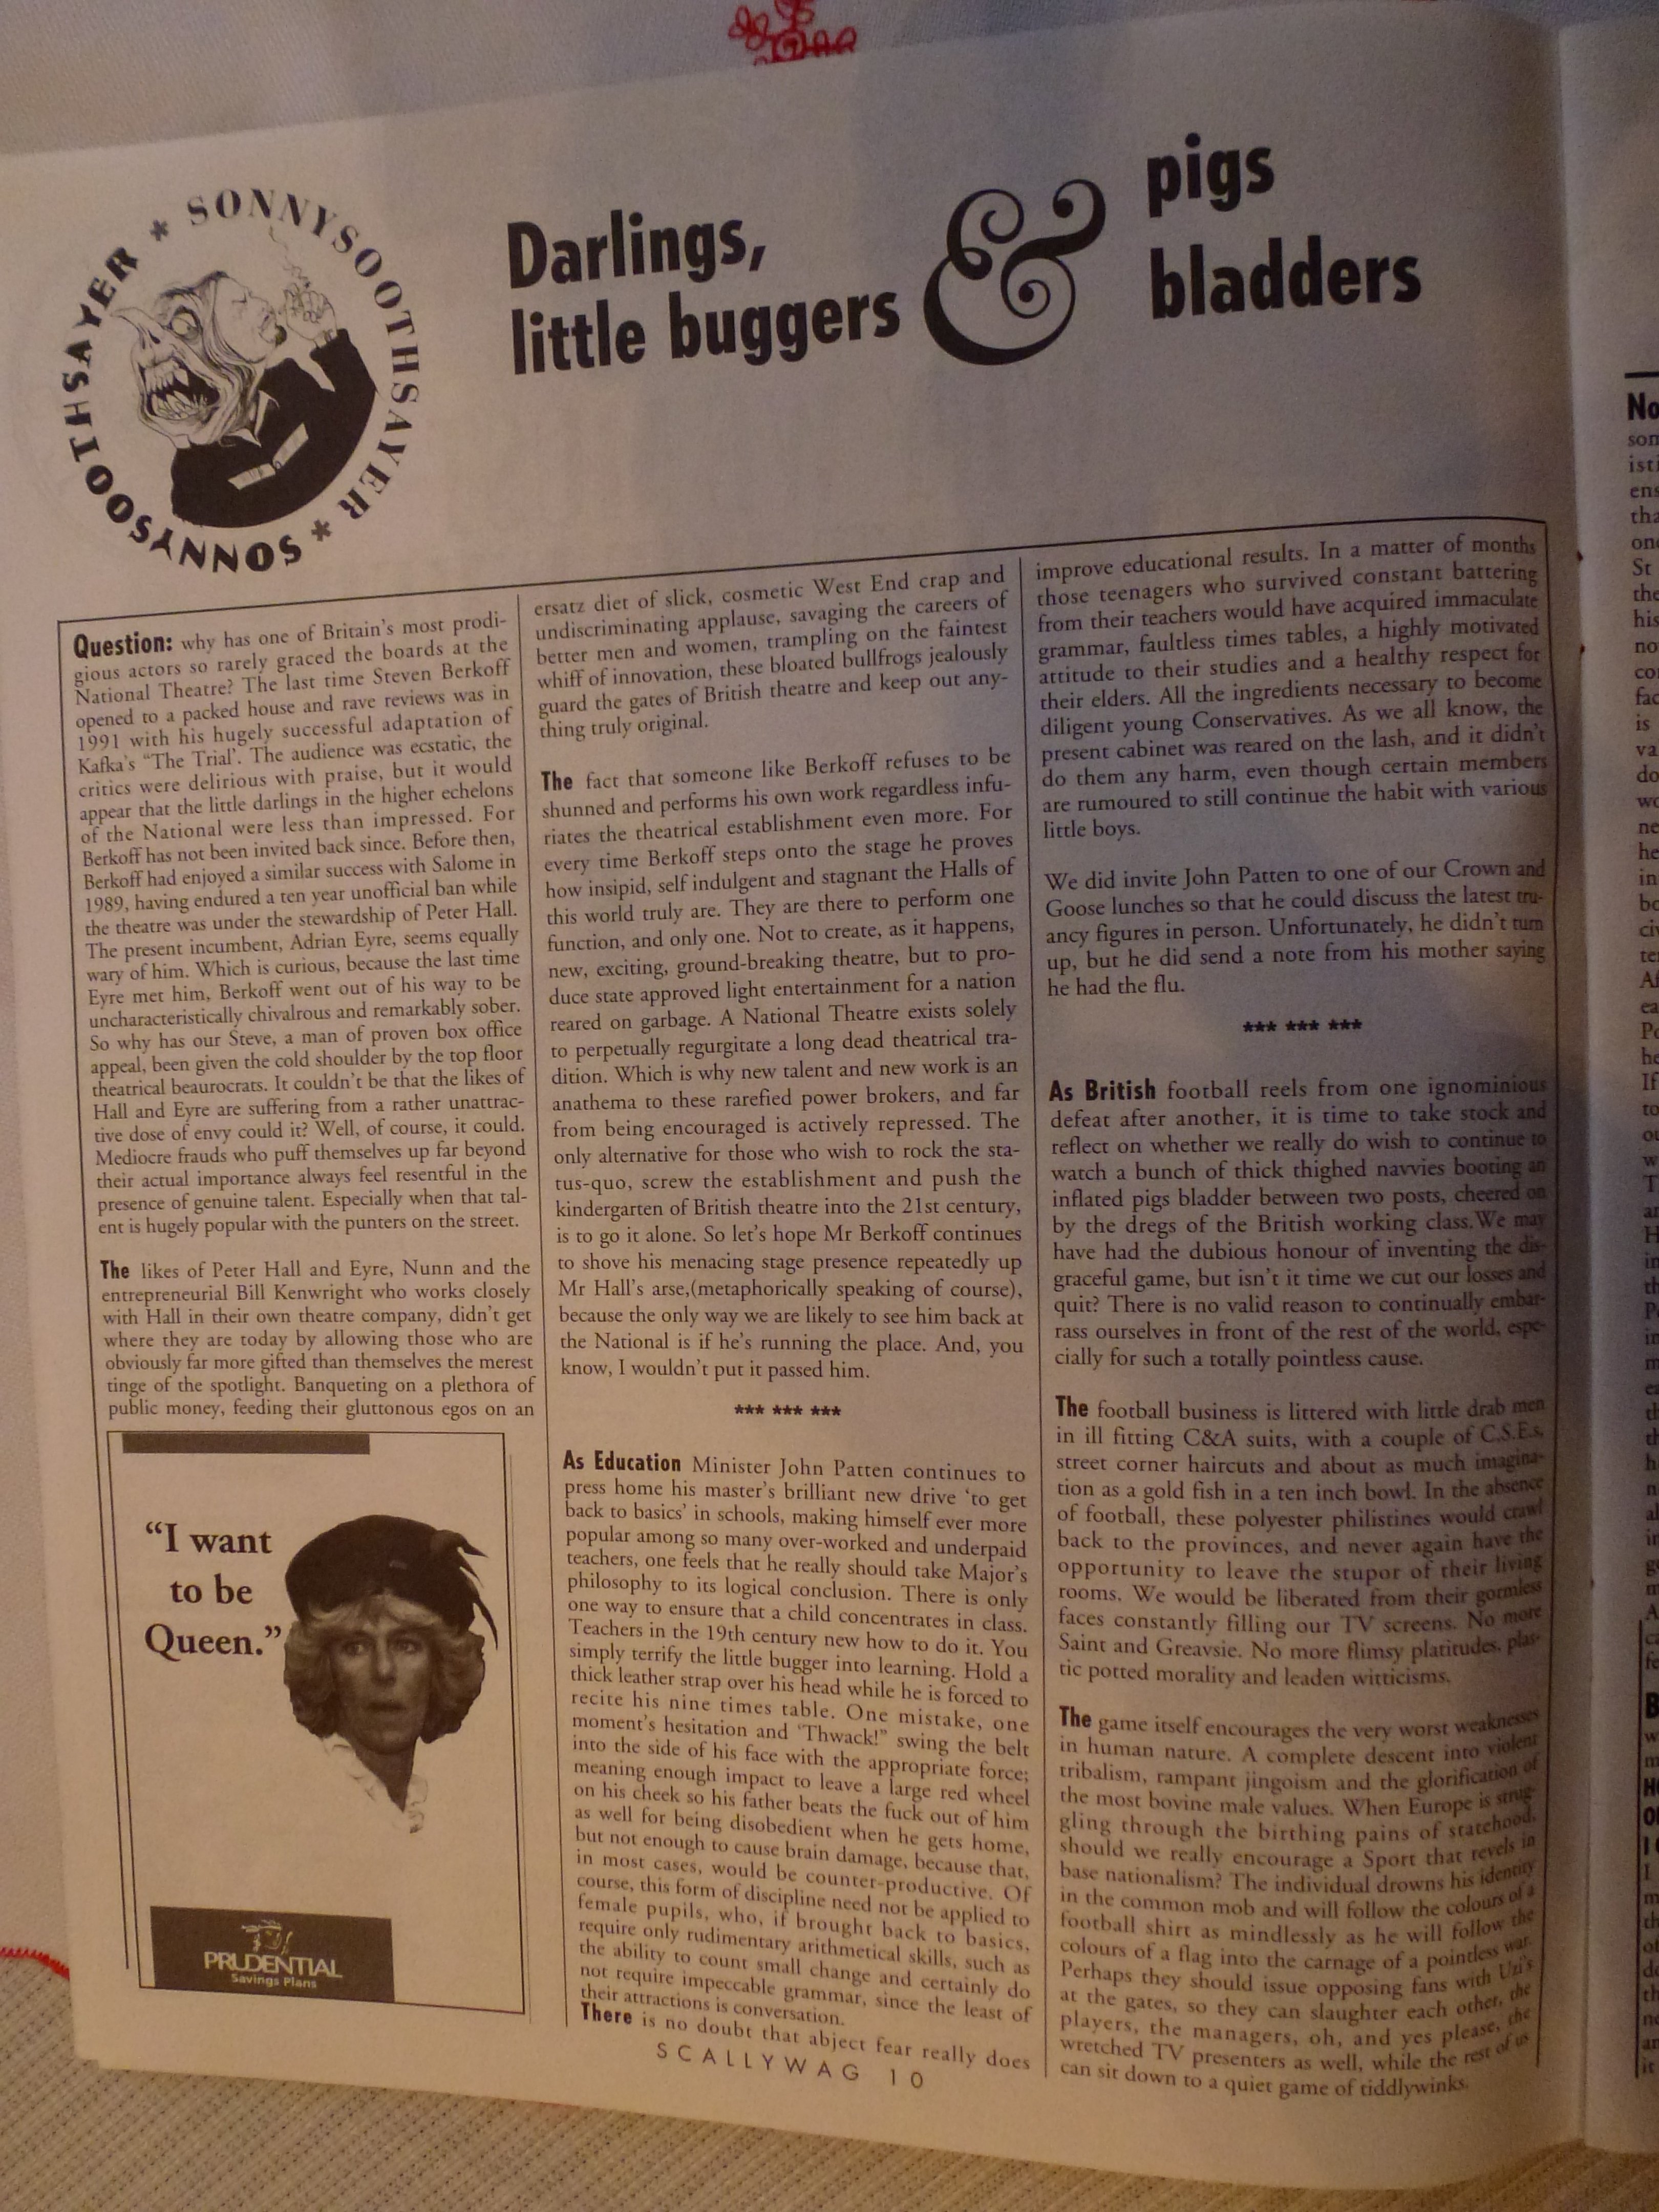 SONNYSOOTHSAYER * SONNYSOOTHSAYER * SONNYSOOTHSAYER
Darlings,
little buggers
&
pigs
bladders
Question: why has one of Britain's most prodi-
gious actors so rarely graced the boards at the
National Theatre? The last time Steven Berkoff
opened to a packed house and rave reviews was in
1991 with his hugely successful adaptation of
Kafka's “The Trial’. The audience was ecstatic, the
critics were delirious with praise, but it would
appear that the little darlings in the higher echelons
of the National were less than impressed. For
Berkoff has not been invited back since. Before then,
Berkoff had enjoyed a similar success with Salome in
1989, having endured a ten year unofficial ban while
the theatre was under the stewardship of Peter Hall.
The present incumbent, Adrian Eyre, seems equally
wary of him. Which is curious, because the last time
Eyre met him, Berkoff went out of his way to be
uncharacteristically chivalrous and remarkably sober.
So why has our Steve, a man of proven box office
appeal, been given the cold shoulder by the top floor
theatrical beaurocrats. It couldn't be that the likes of
Hall and Eyre are suffering from a rather unattrac-
tive dose of envy could it? Well, of course, it could.
Mediocre frauds who puff themselves up far beyond
their actual importance always feel resentful in the
presence of genuine talent. Especially when that tal-
ent is hugely popular with the punters on the street.
The likes of Peter Hall and Eyre, Nunn and the
entrepreneurial Bill Kenwright who works closely
with Hall in their own theatre company, didn't get
where they are today by allowing those who are
obviously far more gifted than themselves the merest
tinge of the spotlight. Banqueting on a plethora of
public money, feeding their gluttonous egos on an
“I want
to be
Queen.”
PRUDENTIAL
Savings Plans
ersatz diet of slick, cosmetic West End crap and
undiscriminating applause, savaging the careers of
better men and women, trampling on the faintest
whiff of innovation, these bloated bullfrogs jealously
guard the gates of British theatre and keep out any-
thing truly original.
The fact that someone like Berkoff refuses to be
shunned and performs his own work regardless infu-
riates the theatrical establishment even more. For
every time Berkoff steps onto the stage he proves
how insipid, self indulgent and stagnant the Halls of
this world truly are. They are there to perform one
function, and only one. Not to create, as it happens,
new, exciting, ground-breaking theatre, but to pro-
duce state approved light entertainment for a nation
reared on garbage. A National Theatre exists solely
to perpetually regurgitate a long dead theatrical tra-
dition. Which is why new talent and new work is an
anathema to these rarefied power brokers, and far
from being encouraged is actively repressed. The
only alternative for those who wish to rock the sta-
tus-quo, screw the establishment and push the
kindergarten of British theatre into the 21st century,
is to go it alone. So let's hope Mr Berkoff continues
to shove his menacing stage presence repeatedly up
Mr Hall's arse,(metaphorically speaking of course),
because the only way we are likely to see him back at
the National is if he's running the place. And, you
know, I wouldn't put it passed him.
*** *** ***
As Education Minister John Patten continues to
press home his master's brilliant new drive ‘to get
back to basics’ in schools, making himself ever more
popular among so many over-worked and underpaid
teachers, one feels that he really should take Major's
philosophy to its logical conclusion. There is only
one way to ensure that a child concentrates in class.
Teachers in the 19th century new how to do it. You
simply terrify the little bugger into learning. Hold a
thick leather strap over his head while he is forced to
recite his nine times table. One mistake, one
moment's hesitation and ‘Thwack!” swing the belt
into the side of his face with the appropriate force;
meaning enough impact to leave a large red wheel
on his cheek so his father beats the fuck out of him
as well for being disobedient when he gets home,
but not enough to cause brain damage, because that,
in most cases, would be counter-productive. Of
course, this form of discipline need not be applied to
female pupils, who, if brought back to basics,
require only rudimentary arithmetical skills, such as
the ability to count small change and certainly do
not require impeccable grammar, since the least of
their attractions is conversation.
There is no doubt that abject fear really does
improve educational results. In a matter of months
those teenagers who survived constant battering
from their teachers would have acquired immaculate
grammar, faultless times tables, a highly motivated
attitude to their studies and a healthy respect for
their elders. All the ingredients necessary to become
diligent young Conservatives. As we all know, the
present cabinet was reared on the lash, and it didn't
do them any harm, even though certain members
are rumoured to still continue the habit with various
little boys.
We did invite John Patten to one of our Crown and
Goose lunches so that he could discuss the latest tru-
ancy figures in person. Unfortunately, he didn't turn
up, but he did send a note from his mother saying
he had the flu.
*** *** ***
As British football reels from one ignominious
defeat after another, it is time to take stock and
reflect on whether we really do wish to continue to
watch a bunch of thick thighed navvies booting an
inflated pigs bladder between two posts, cheered on
by the dregs of the British working class.We may
have had the dubious honour of inventing the dis-
graceful game, but isn't it time we cut our losses and
quit? There is no valid reason to continually embar-
rass ourselves in front of the rest of the world, espe-
cially for such a totally pointless cause.
The football business is littered with little drab men
in ill fitting C&A suits, with a couple of C.S.E.s,
street corner haircuts and about as much imagina-
tion as a gold fish in a ten inch bowl. In the absence
of football, these polyester philistines would crawl
back to the provinces, and never again have the
opportunity to leave the stupor of their living
rooms. We would be liberated from their gormless
faces constantly filling our TV screens. No more
Saint and Greavsie. No more flimsy platitudes, plas-
tic potted morality and leaden witticisms.
The game itself encourages the very worst weaknesses
in human nature. A complete descent into violent
tribalism, rampant jingoism and the glorification of
the most bovine male values. When Europe is strug-
gling through the birthing pains of statehood,
should we really encourage a Sport that revels in
base nationalism? The individual drowns his identity
in the common mob and will follow the colours of a
football shirt as mindlessly as he will follow the
colours of a flag into the carnage of a pointless war.
Perhaps they should issue opposing fans with Uzi's
at the gates, so they can slaughter each other, the
players, the managers, oh, and yes please, the
wretched TV presenters as well, while the rest of us
can sit down to a quiet game of tiddlywinks.
SCALLYWAG 10